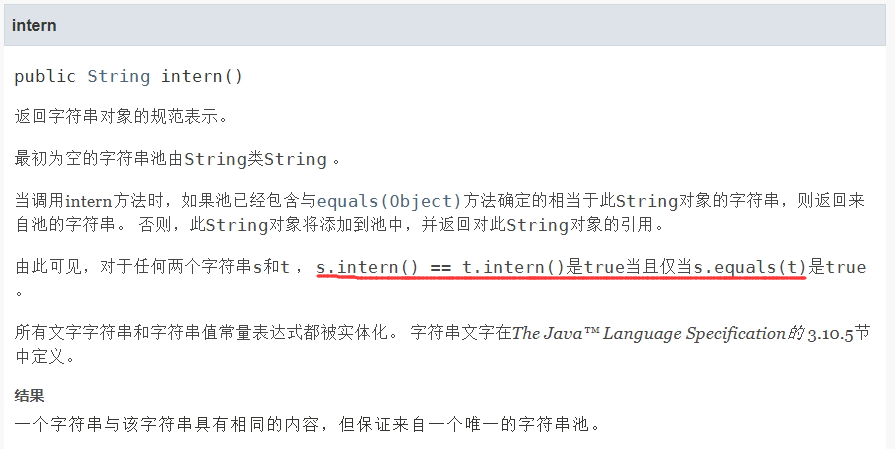 intern
public String intern()
返回字符串对象的规范表示。
最初为空的字符串池由String类String 。
当调用intern方法时，如果池已经包含与equals(Object)方法确定的相当于此String对象的字符串，则返回来
自池的字符串。 否则，此String对象将添加到池中，并返回对此String对象的引用。
由此可见，对于任何两个字符串s和t ， s.intern() == t.intern()是true当且仅当s.equals(t)是true
。
所有文字字符串和字符串值常量表达式都被实体化。 字符串文字在The Java™ Language Specification的 3.10.5节
中定义。
结果
一个字符串与该字符串具有相同的内容，但保证来自一个唯一的字符串池。